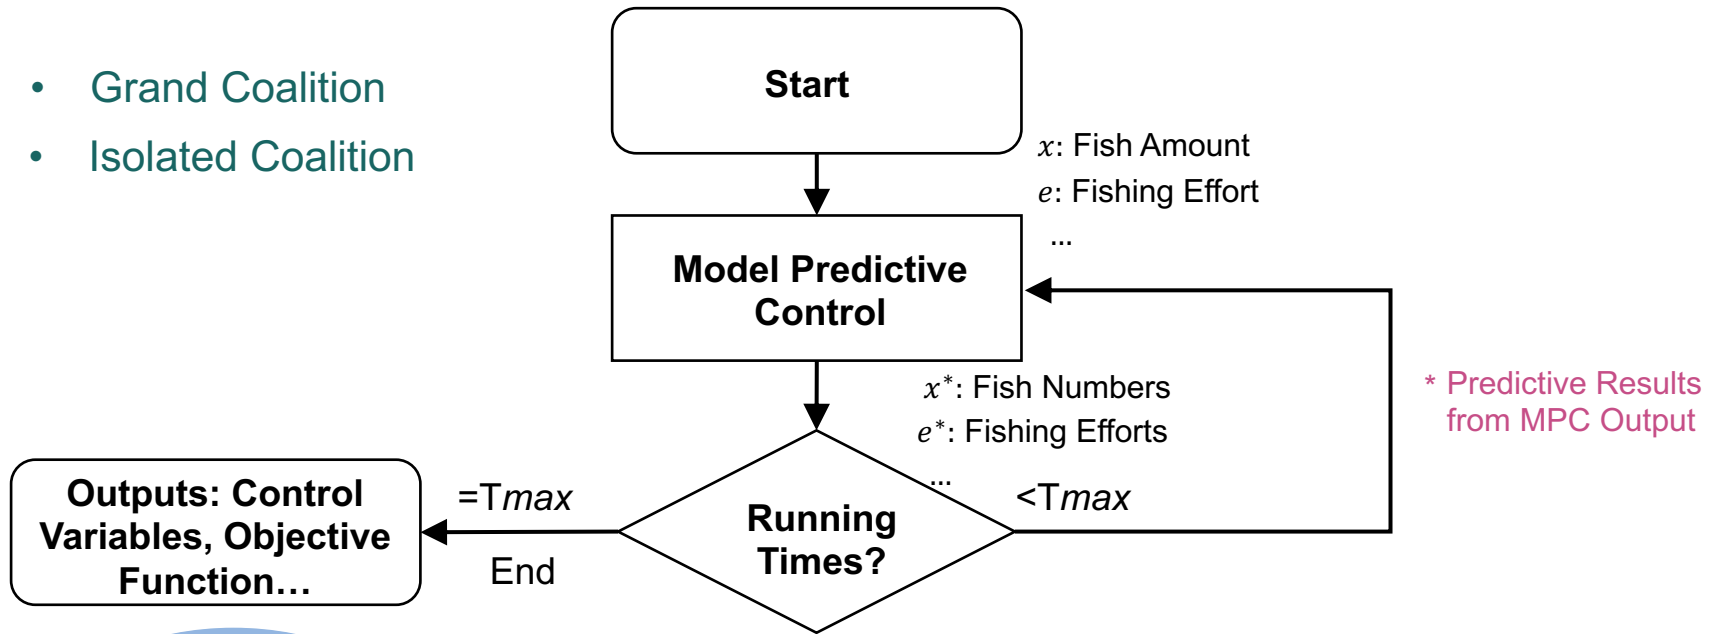 • Grand Coalition
• Isolated Coalition
Start
x: Fish Amount
e: Fishing Effort
...
Model Predictive
Control
x*: Fish Numbers
e*: Fishing Efforts
...
* Predictive Results
from MPC Output
Outputs: Control
Variables, Objective
Function...
=Tmax
End
Running
Times?
<Tmax